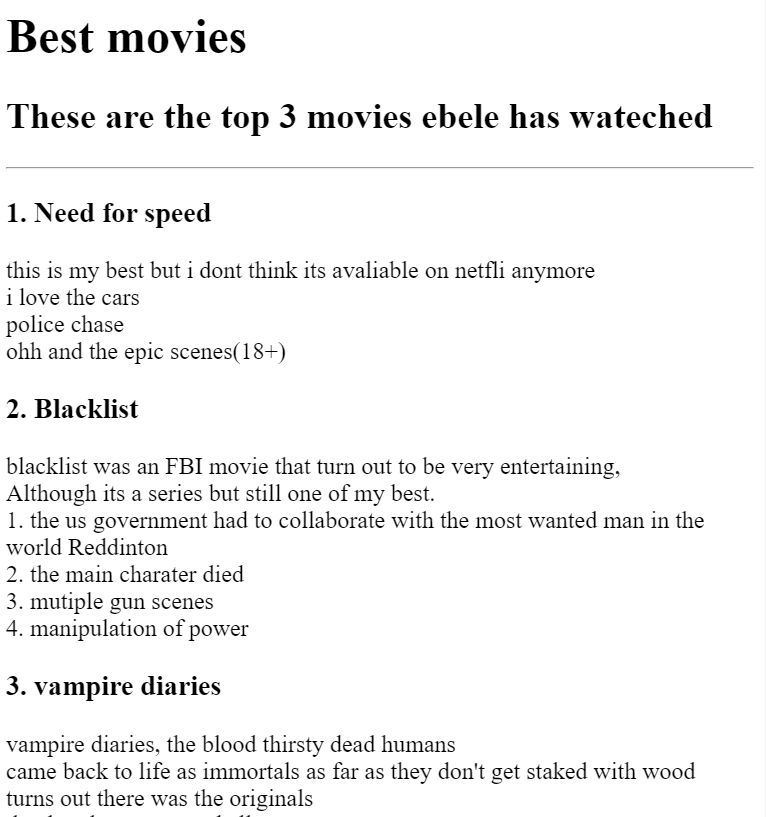 Best movies
These are the top 3 movies ebele has wateched
1. Need for speed
this is my best but i dont think its avaliable on netfli anymore
i love the cars
police chase
ohh and the epic scenes(18+)
2. Blacklist
blacklist was an FBI movie that turn out to be very entertaining,
Although its a series but still one of my best.
1. the us government had to collaborate with the most wanted man in the
world Reddinton
2. the main charater died
3. mutiple gun scenes
4. manipulation of power
3. vampire diaries
vampire diaries, the blood thirsty dead humans
came back to life as immortals as far as they don't get staked with wood
turns out there was the originals